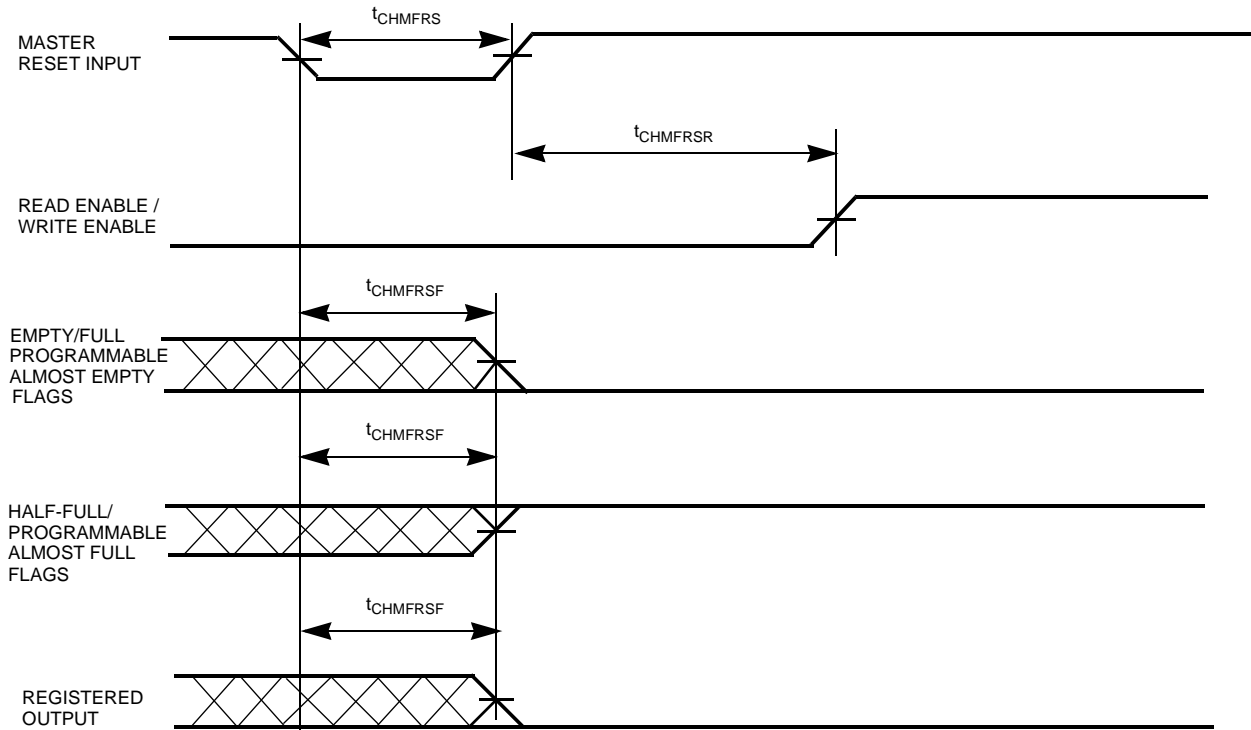 tCHMFRS
MASTER
RESET INPUT
tCHMFRSR
READ ENABLE /
WRITE ENABLE
tCHMFRSF
EMPTY/FULL
PROGRAMMABLE
ALMOST EMPTY
FLAGS
tCHMFRSF
HALF-FULL/
PROGRAMMABLE
ALMOST FULL
FLAGS
tCHMFRSF
REGISTERED
OUTPUT